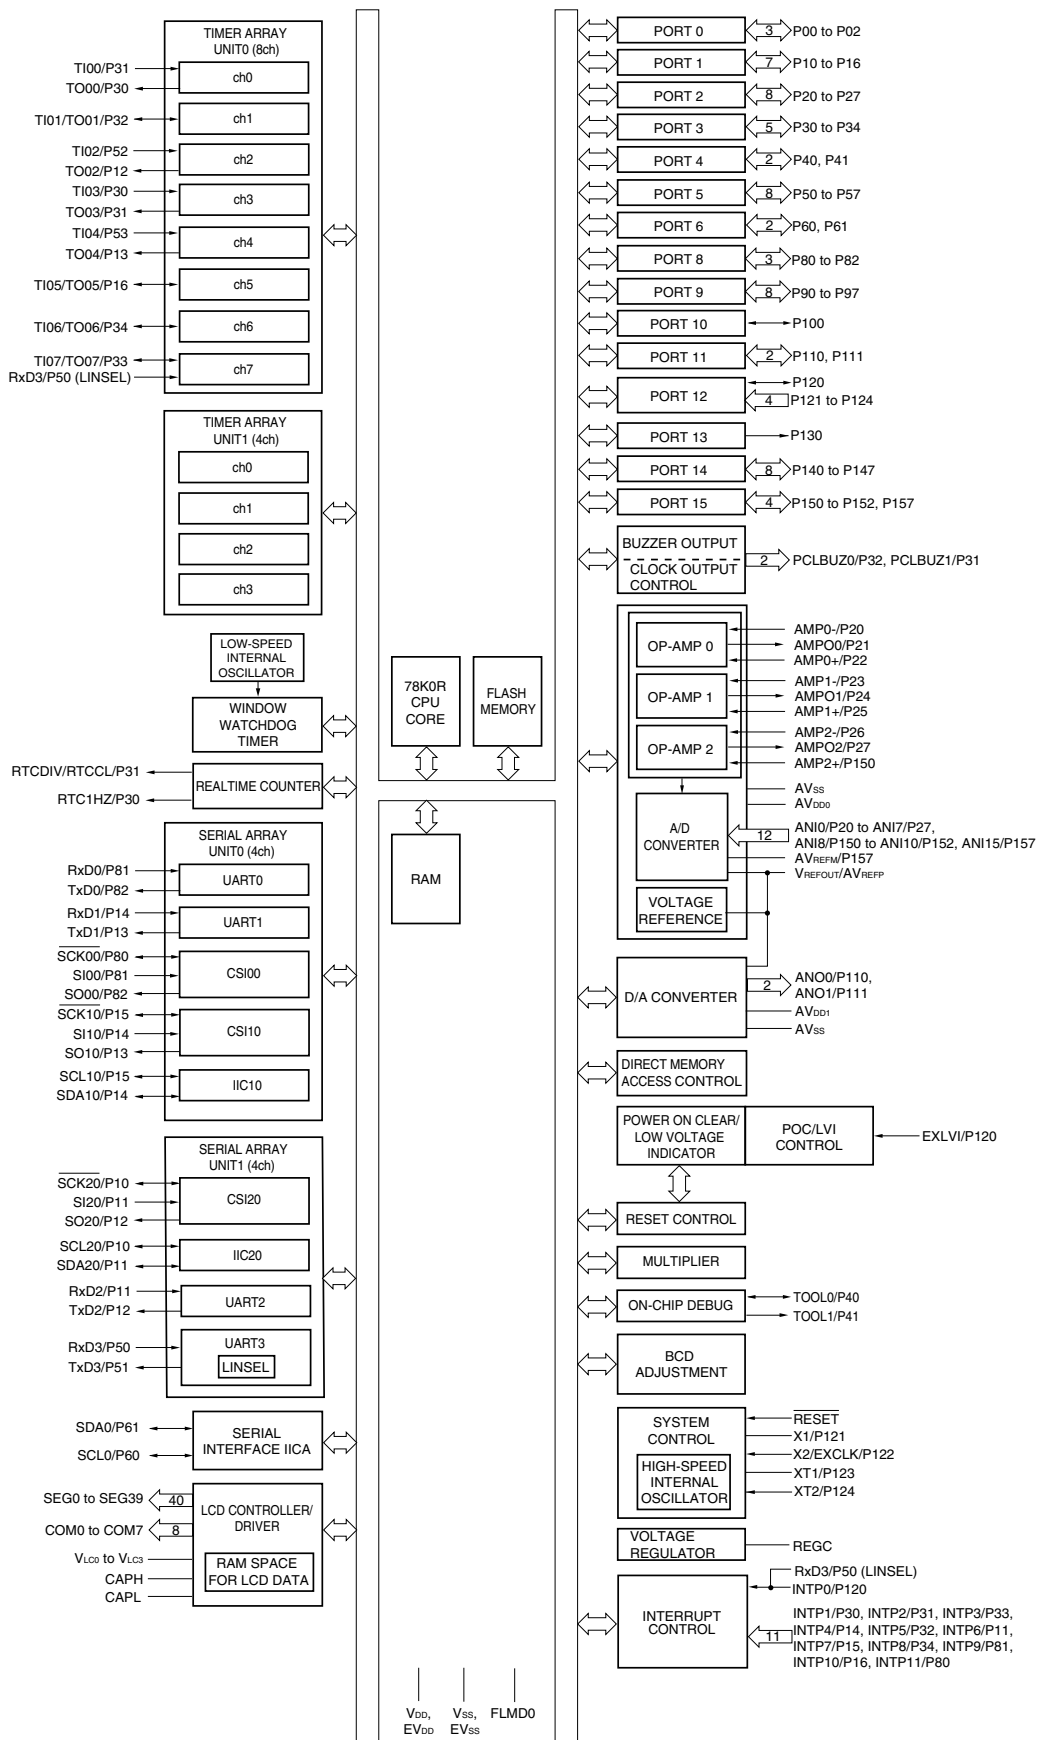 TIMER ARRAY
UNIT0 (8ch)
TI00/P31
TO00/P30
ch0
TI01/TO01/P32
ch1
TI02/P52
TO02/P12
ch2
TI03/P30
TO03/P31
ch3
TI04/P53
TO04/P13
ch4
TI05/TO05/P16
ch5
TI06/TO06/P34
ch6
TI07/TO07/P33
RxD3/P50 (LINSEL)
ch7
TIMER ARRAY
UNIT1 (4ch)
ch0
ch1
ch2
ch3
LOW-SPEED
INTERNAL
OSCILLATOR
WINDOW
WATCHDOG
TIMER
RTCDIV/RTCCL/P31
RTC1HZ/P30
REALTIME COUNTER
SERIAL ARRAY
UNIT0 (4ch)
RxD0/P81
TxD0/P82
UART0
RxD1/P14
TxD1/P13
UART1
SCK00/P80
SI00/P81
SO00/P82
CSI00
SCK10/P15
SI10/P14
SO10/P13
CSI10
SCL10/P15
SDA10/P14
IIC10
SERIAL ARRAY
UNIT1 (4ch)
SCK20/P10
SI20/P11
SO20/P12
CSI20
SCL20/P10
SDA20/P11
IIC20
RxD2/P11
TxD2/P12
UART2
RxD3/P50
TxD3/P51
UART3
LINSEL
SDA0/P61
SCL0/P60
SERIAL
INTERFACE IICA
SEG0 to SEG39
40
COM0 to COM7
8
VLC0 to VLC3
CAPH
CAPL
LCD CONTROLLER/
DRIVER
RAM SPACE
FOR LCD DATA
78K0R
CPU
CORE
FLASH
MEMORY
RAM
VDD,
EVDD
VSS,
EVSS
FLMD0
PORT 0
3
P00 to P02
PORT 1
7
P10 to P16
PORT 2
8
P20 to P27
PORT 3
5
P30 to P34
PORT 4
2
P40, P41
PORT 5
8
P50 to P57
PORT 6
2
P60, P61
PORT 8
3
P80 to P82
PORT 9
8
P90 to P97
PORT 10
P100
PORT 11
2
P110, P111
PORT 12
P120
4
P121 to P124
PORT 13
P130
PORT 14
8
P140 to P147
PORT 15
4
P150 to P152, P157
BUZZER OUTPUT
CLOCK OUTPUT
CONTROL
2
PCLBUZ0/P32, PCLBUZ1/P31
OP-AMP 0
AMP0-/P20
AMPO0/P21
AMP0+/P22
OP-AMP 1
AMP1-/P23
AMPO1/P24
AMP1+/P25
OP-AMP 2
AMP2-/P26
AMPO2/P27
AMP2+/P150
AVSS
AVDD0
A/D
CONVERTER
12
ANI0/P20 to ANI7/P27,
ANI8/P150 to ANI10/P152, ANI15/P157
AVREFM/P157
VREFOUT/AVREFP
VOLTAGE
REFERENCE
D/A CONVERTER
2
ANO0/P110,
ANO1/P111
AVDD1
AVSS
DIRECT MEMORY
ACCESS CONTROL
POWER ON CLEAR/
LOW VOLTAGE
INDICATOR
POC/LVI
CONTROL
EXLVI/P120
RESET CONTROL
MULTIPLIER
ON-CHIP DEBUG
TOOL0/P40
TOOL1/P41
BCD
ADJUSTMENT
SYSTEM
CONTROL
HIGH-SPEED
INTERNAL
OSCILLATOR
RESET
X1/P121
X2/EXCLK/P122
XT1/P123
XT2/P124
VOLTAGE
REGULATOR
REGC
INTERRUPT
CONTROL
RxD3/P50 (LINSEL)
INTP0/P120
11
INTP1/P30, INTP2/P31, INTP3/P33,
INTP4/P14, INTP5/P32, INTP6/P11,
INTP7/P15, INTP8/P34, INTP9/P81,
INTP10/P16, INTP11/P80